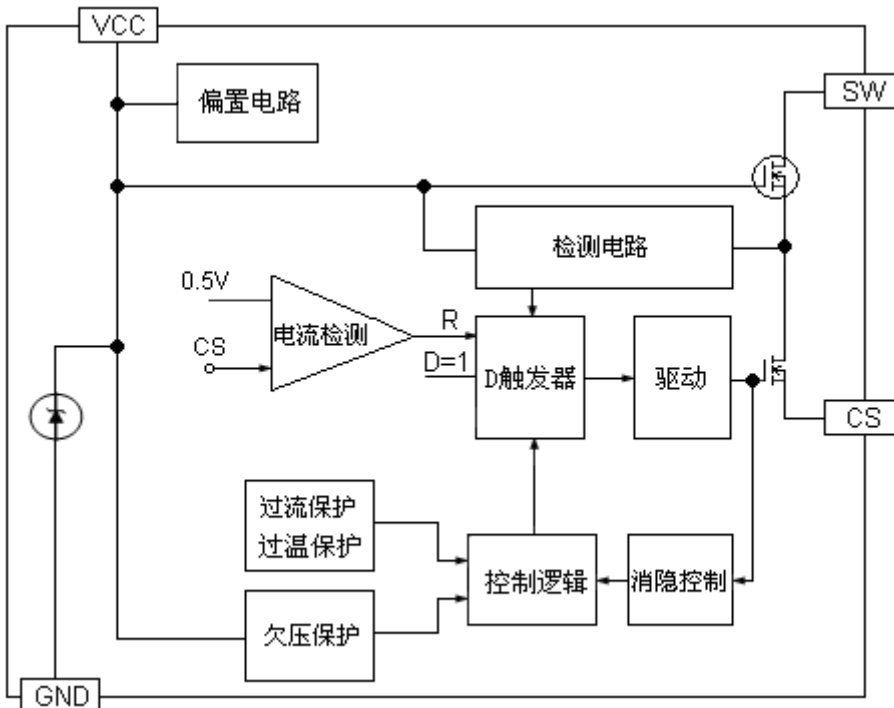 VCC
偏置电路
SW
检测电路
0.5V
CS
电流检测
R
D=1
D触发器
驱动
CS
过流保护
过温保护
控制逻辑
消隐控制
欠压保护
GND